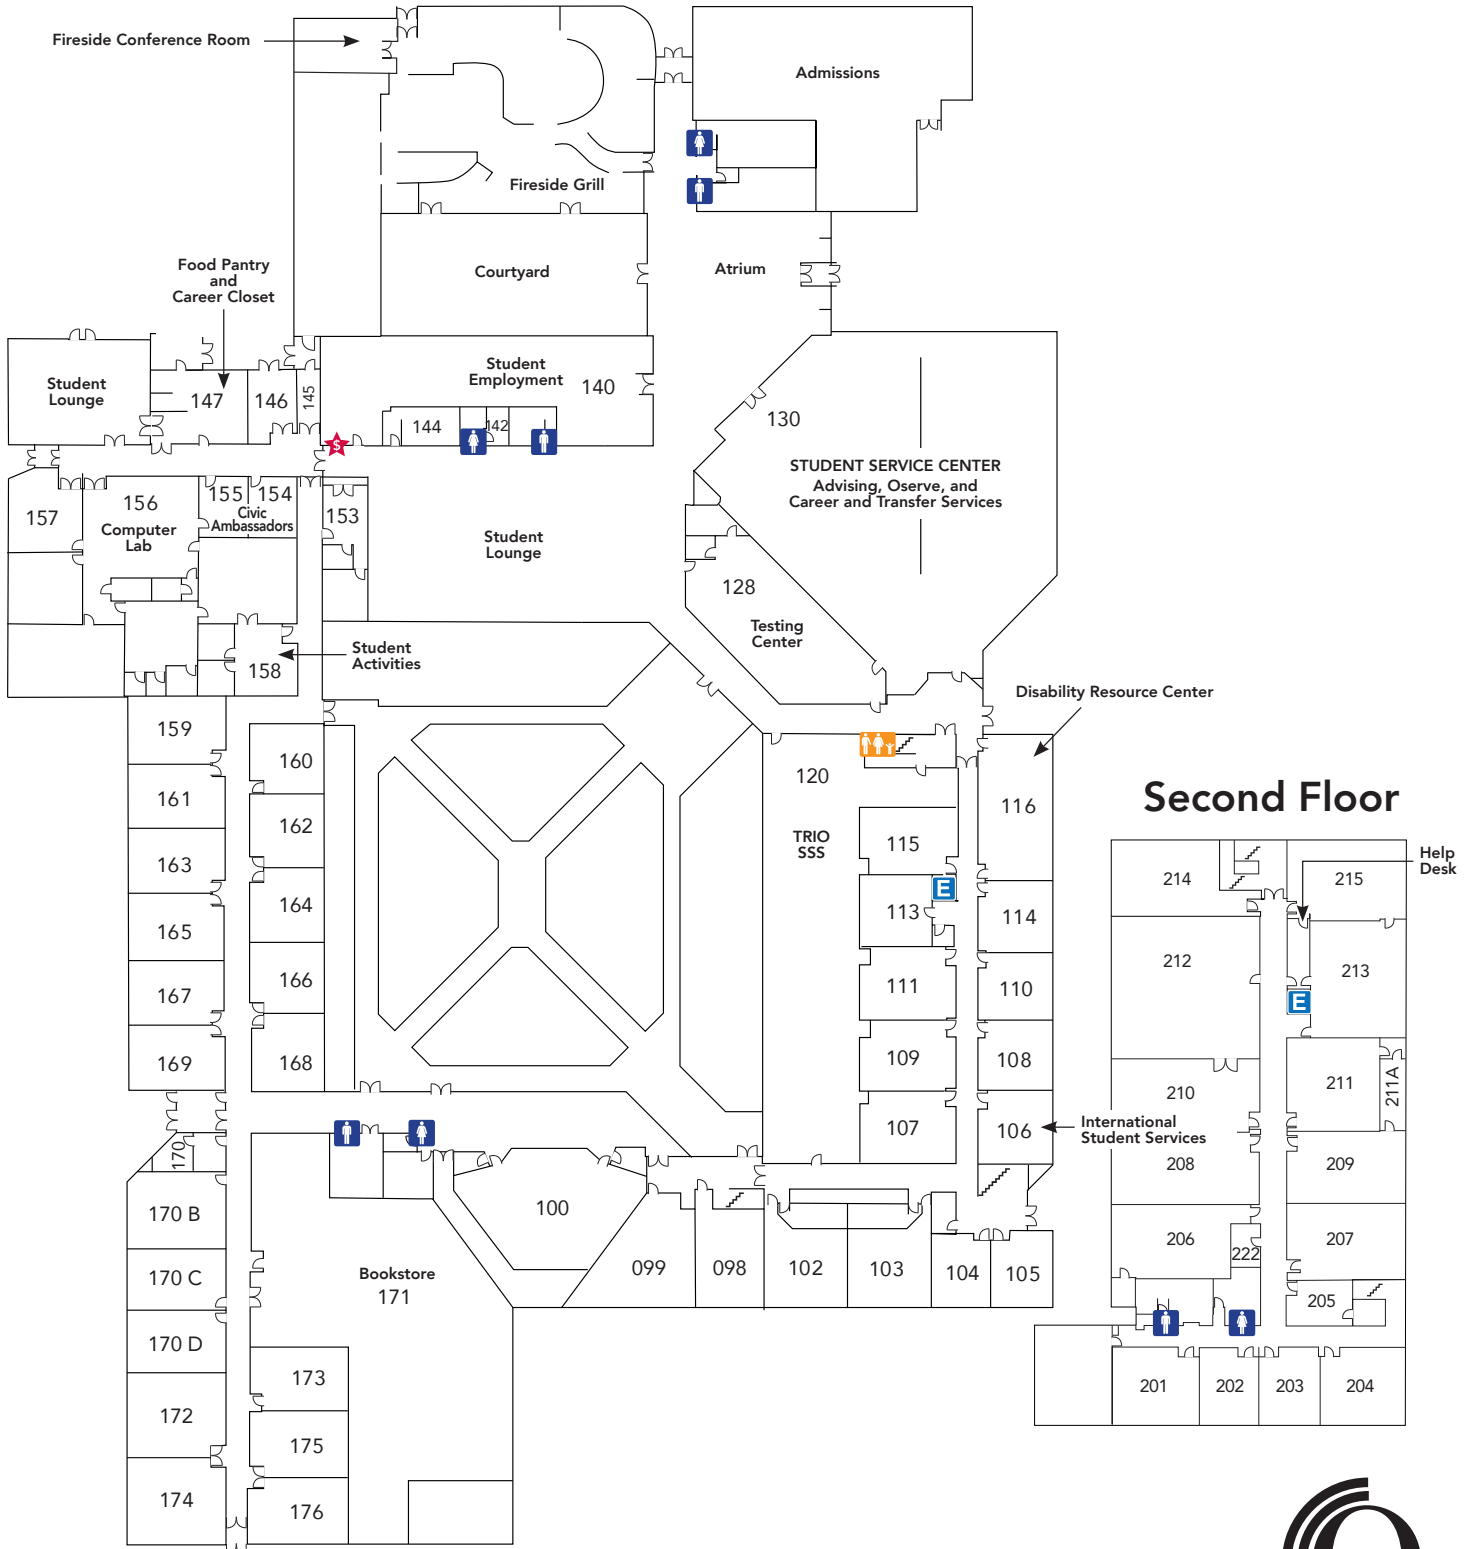 Fireside Conference Room
Admissions
Fireside Grill
Courtyard
Atrium
Food Pantry
and
Career Closet
Student
Lounge
147
146
145
Student
Employment
140
144
142
130
STUDENT SERVICE CENTER
Advising, Oserve, and
Career and Transfer Services
$
157
156
Computer
Lab
155
154
Civic
Ambassadors
153
Student
Lounge
128
Testing
Center
158
Student
Activities
Disability Resource Center
159
160
161
162
163
164
165
166
167
168
169
120
TRIO
SSS
116
115
E
113
114
111
110
109
108
107
106
International
Student Services
170
170 B
170 C
170 D
172
174
100
Bookstore
171
173
175
176
099
098
102
103
104
105
Second Floor
Help
Desk
214
215
212
213
E
210
211
211A
208
209
206
222
207
205
201
202
203
204